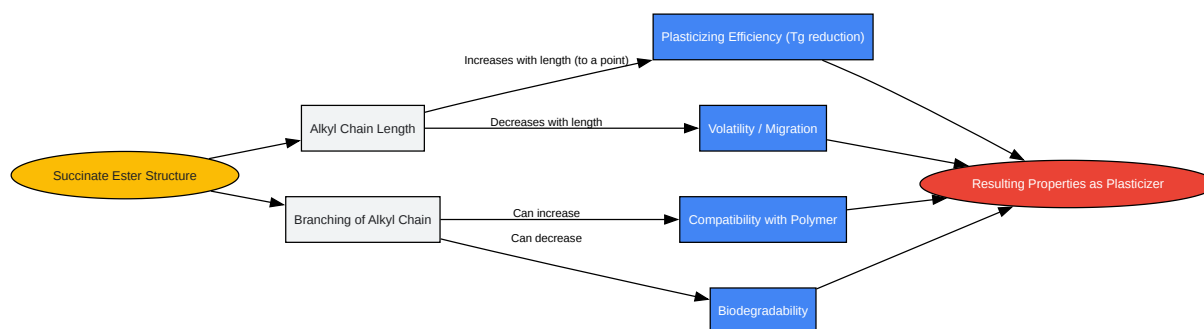 Plasticizing Efficiency (Tg reduction)
Increases with length (to a point)
Alkyl Chain Length
Decreases with length
Volatility / Migration
Succinate Ester Structure
Resulting Properties as Plasticizer
Branching of Alkyl Chain
Can increase
Compatibility with Polymer
Can decrease
Biodegradability